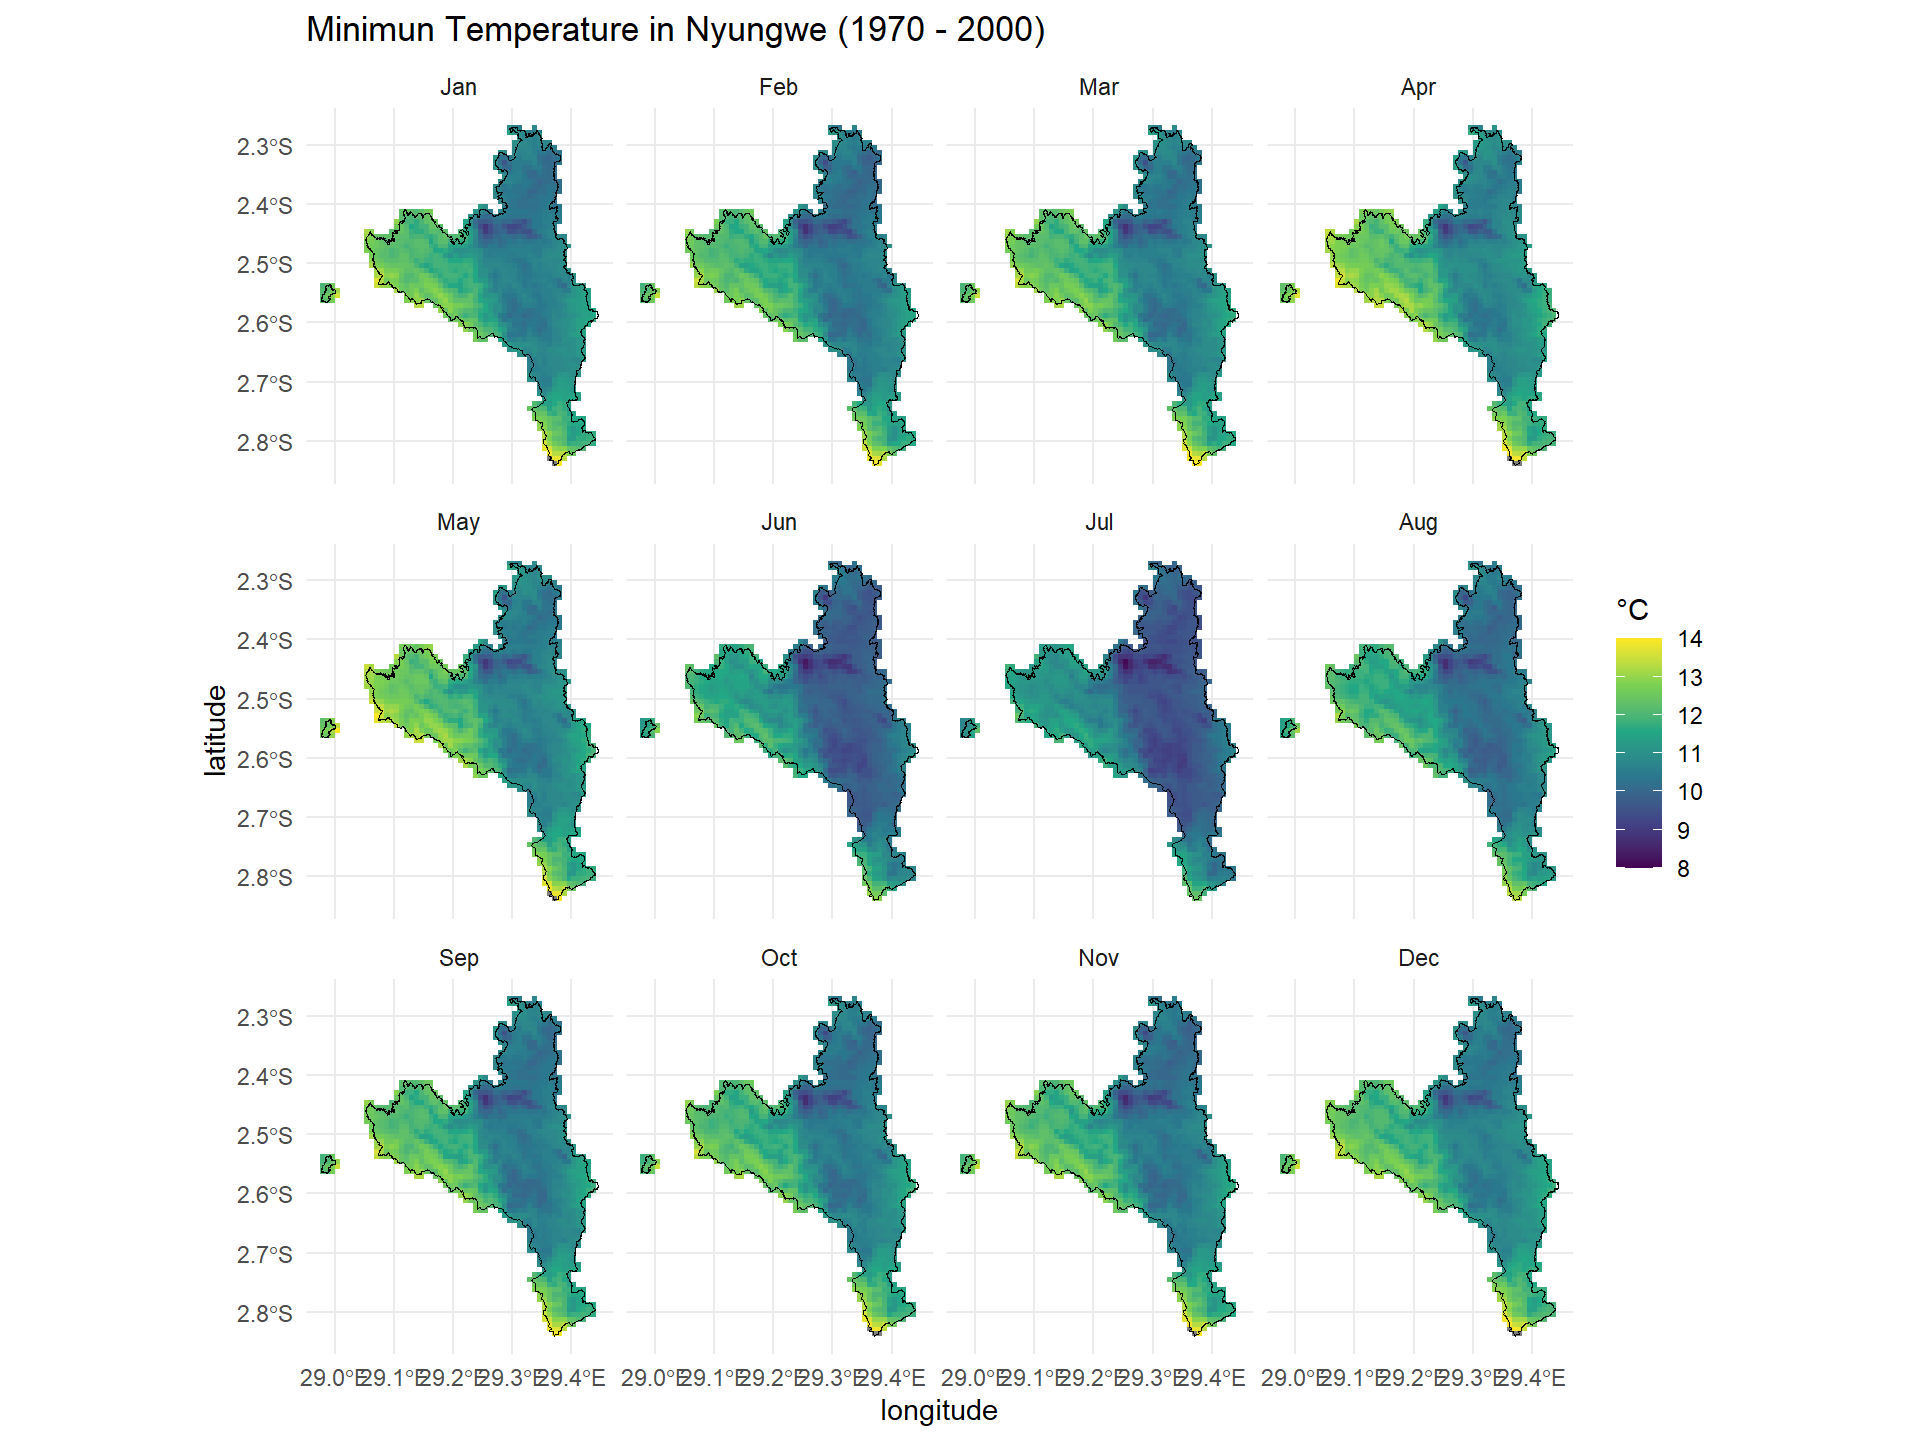 Minimun Temperature in Nyungwe (1970 - 2000)
Jan Feb Mar Apr
2.3°S
2.4°S
2.5°S
2.6°S
2.7°S
2.8°S
May Jun Jul Aug
2.3°S
2.4°S
2.5°S
2.6°S
2.7°S
2.8°S
latitude
°C
14
13
12
11
10
9
8
Sep Oct Nov Dec
2.3°S
2.4°S
2.5°S
2.6°S
2.7°S
2.8°S
29.0°E 29.1°E 29.2°E 29.3°E 29.4°E 29.0°E 29.1°E 29.2°E 29.3°E 29.4°E 29.0°E 29.1°E 29.2°E 29.3°E 29.4°E 29.0°E 29.1°E 29.2°E 29.3°E 29.4°E
longitude